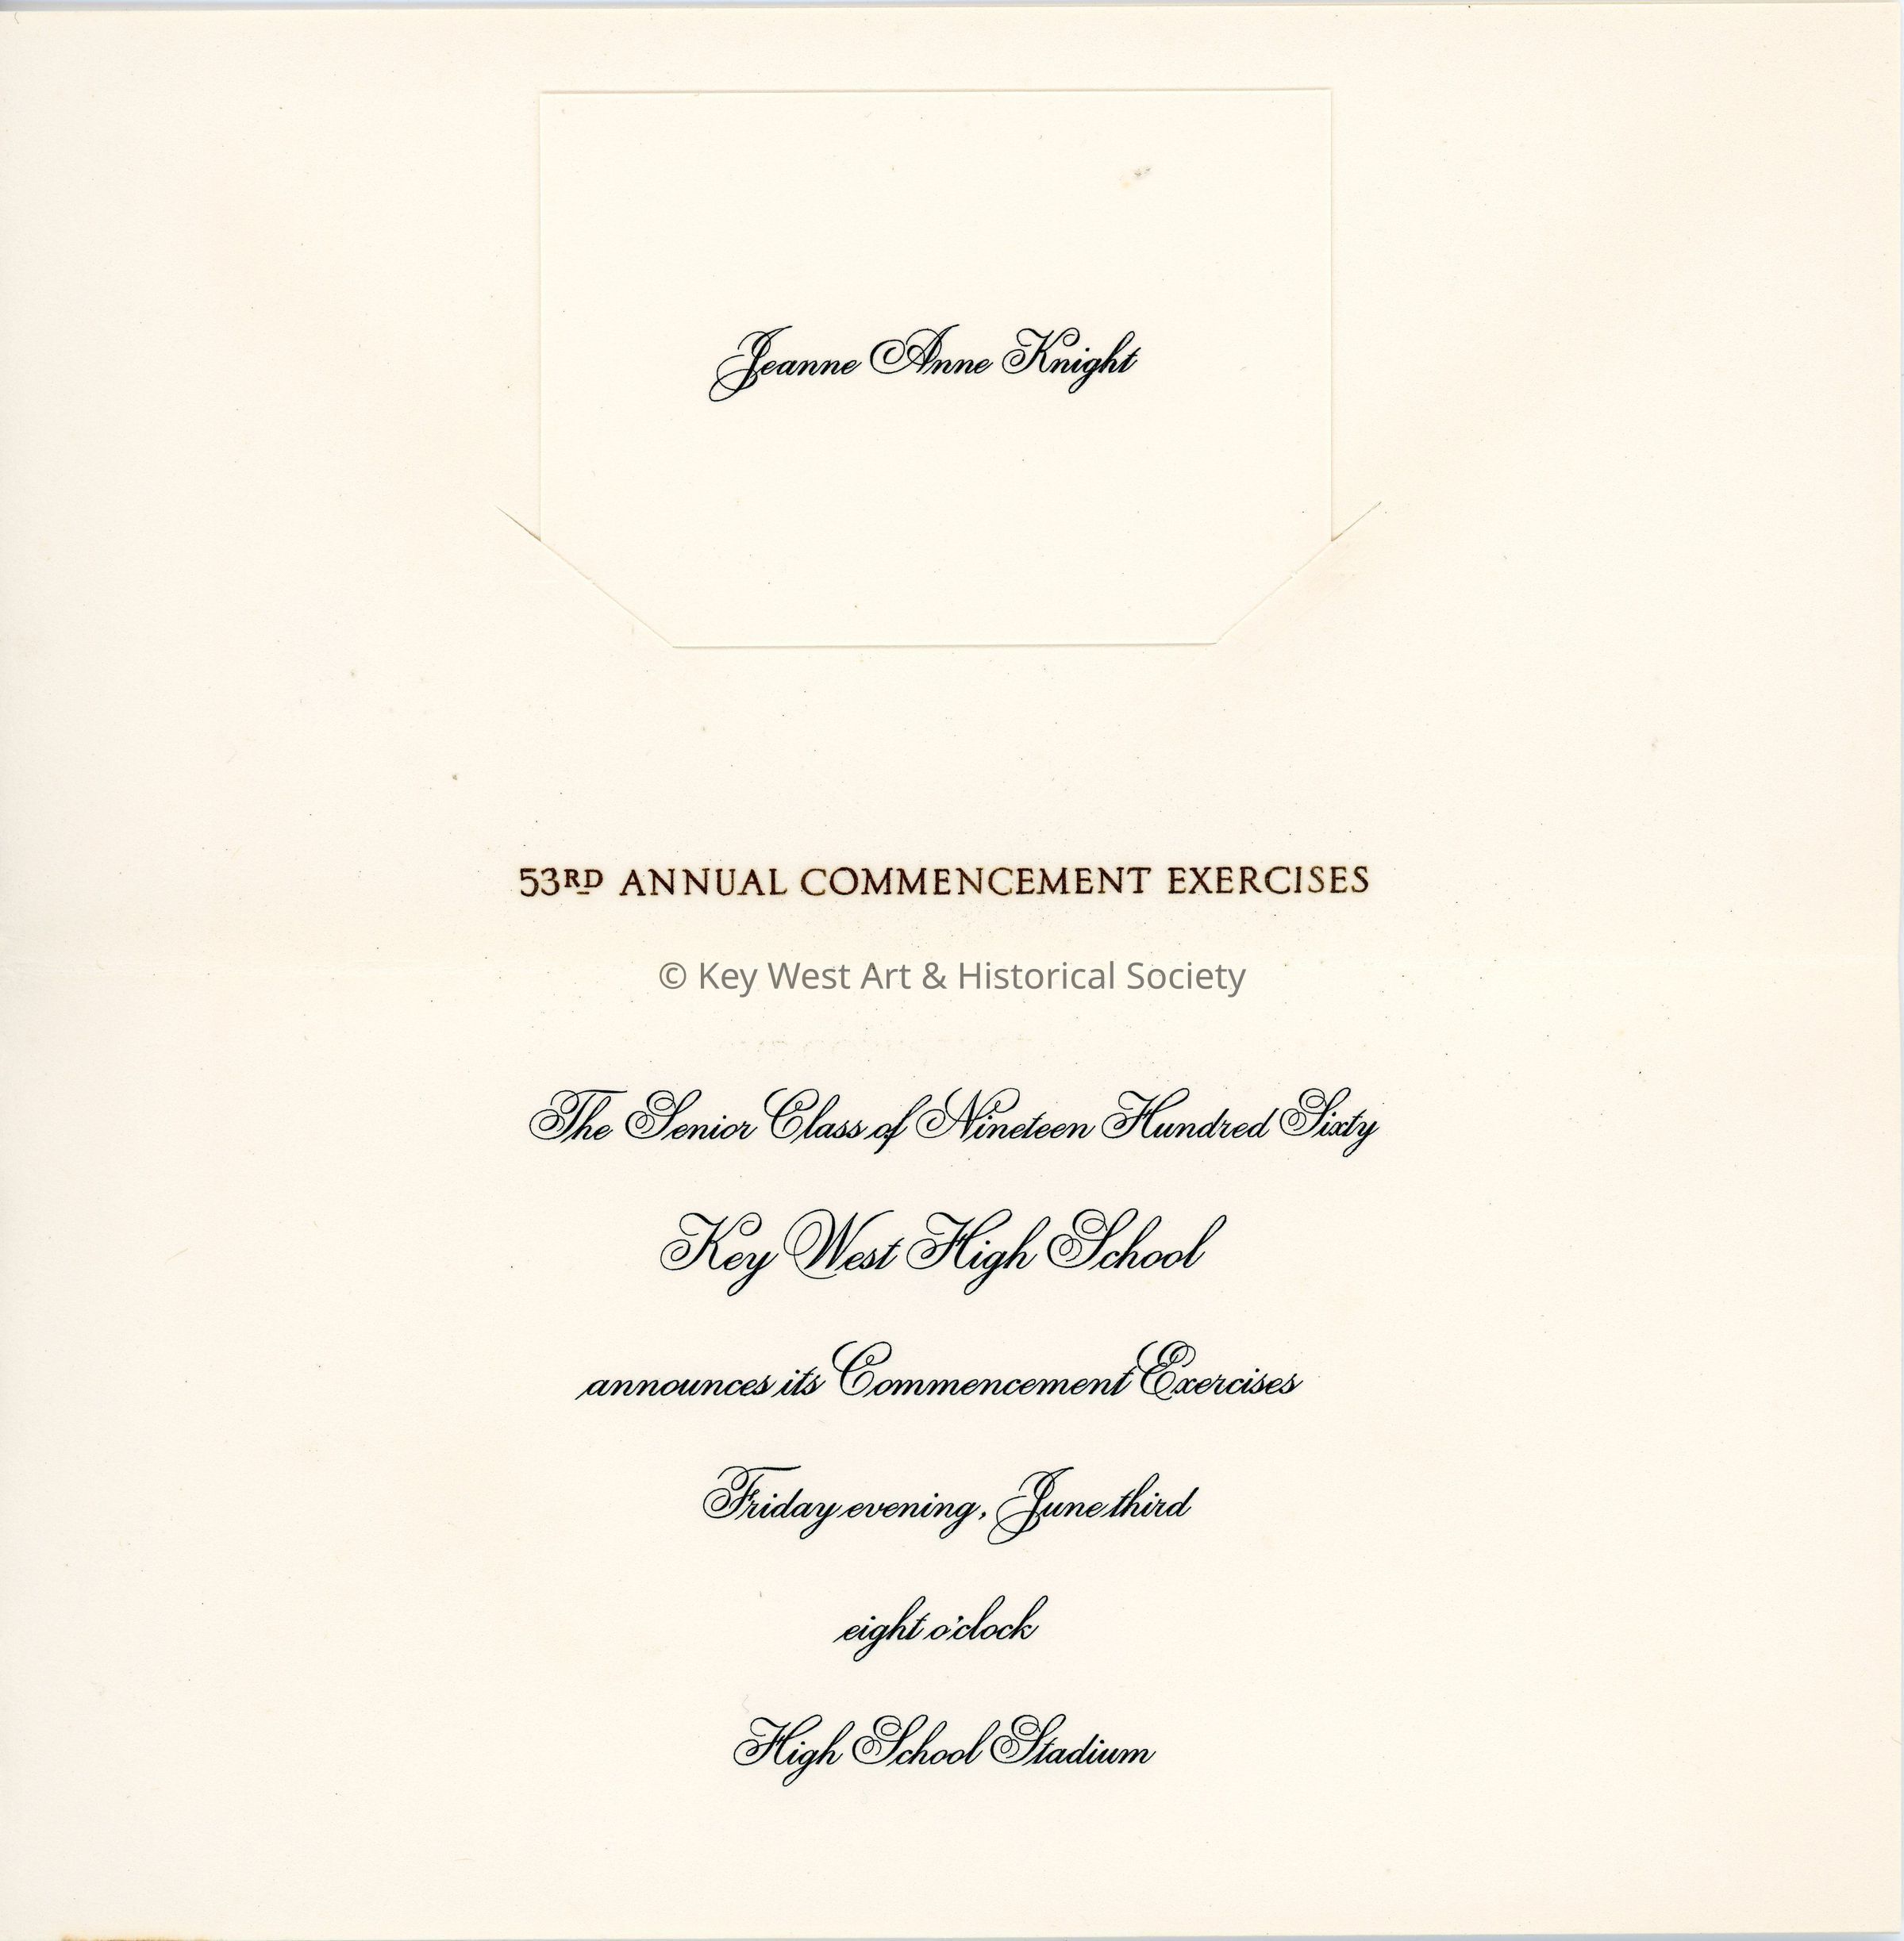 Jeanne Anne Knight
53RD ANNUAL COMMENCEMENT EXERCISES
© Key West Art & Historical Society
The Senior Class of Nineteen Hundred Sixty
Key West High School
announces its Commencement Exercises
Friday evening, June third
eight o'clock
High School Stadium